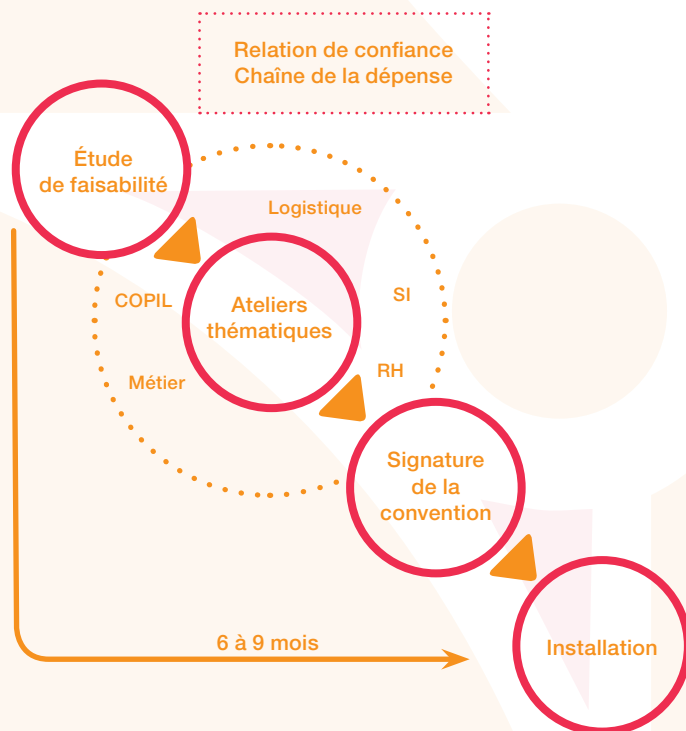 Relation de confiance
Chaîne de la dépense
Étude
de faisabilité
Logistique
COPIL
Ateliers
thématiques
SI
Métier
RH
Signature
de la
convention
6 à 9 mois
Installation